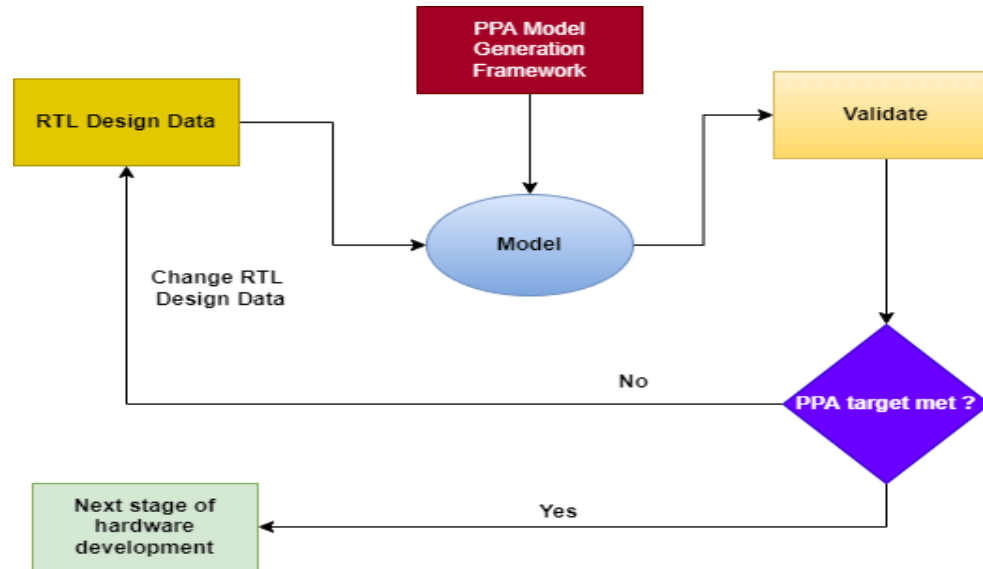 PPA Model
Generation
Framework
RTL Design Data
Validate
Model
Change RTL
Design Data
No
PPA target met ?
Next stage of
hardware
development
Yes